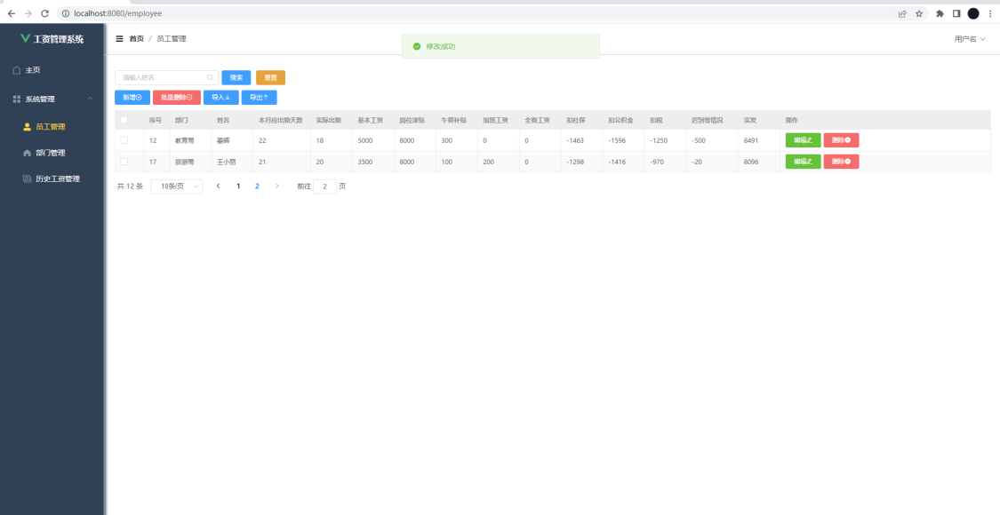 localhost:8080/employee
工资管理系统
首页 / 员工管理
修改成功
用户名
主页
系统管理
员工管理
部门管理
历史工资管理
请输入姓名
搜索
重置
新增
批量删除
导入
导出
序号 部门 姓名 本月应出勤天数 实际出勤 基本工资 岗位津贴 午餐补贴 加班工资 全勤工资 扣社保 扣公积金 扣税 迟到等情况 实发 操作
12 教育局 姜辉 22 18 5000 8000 300 0 0 -1463 -1596 -1250 -500 8491 编辑 删除
17 旅游局 王小丽 21 20 3500 8000 100 200 0 -1298 -1416 -970 -20 8096 编辑 删除
共 12 条 10条/页 1 2 前往 2 页